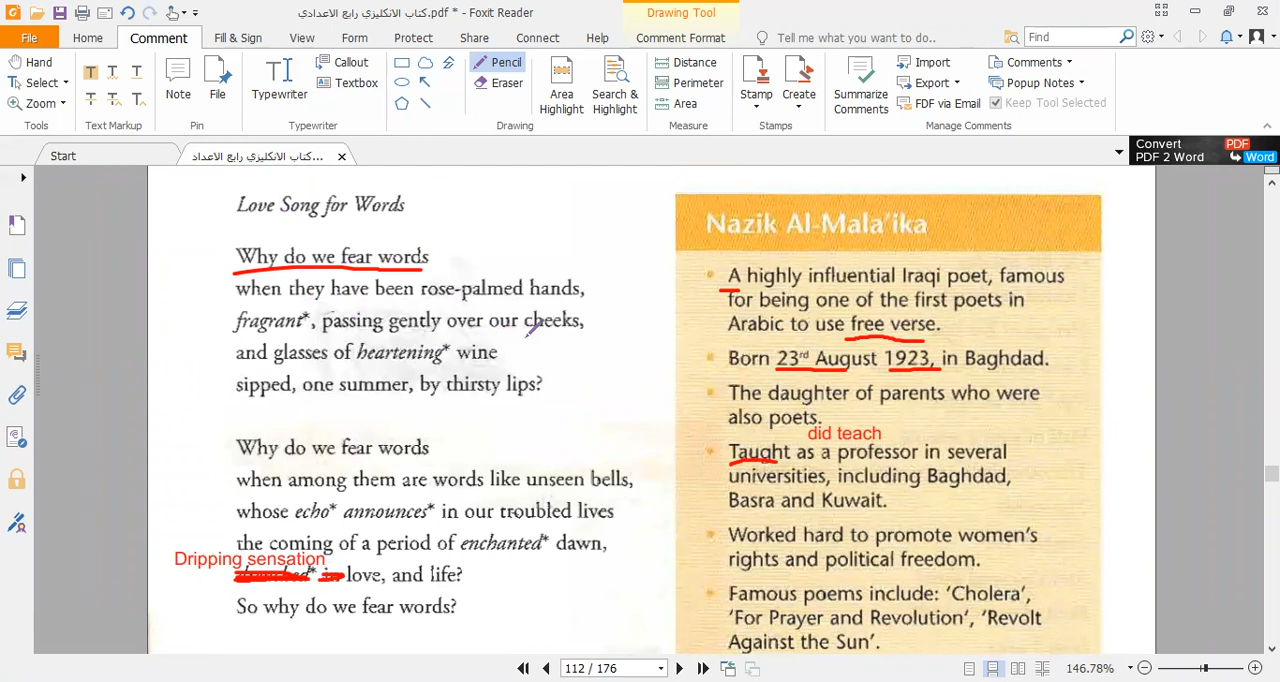 كتاب الانكليزي رابع الاعدادي.pdf * - Foxit Reader
Drawing Tool
File Home Comment Fill & Sign View Form Protect Share Connect Help Comment Format Tell me what you want to do.. Find
Hand
Select
Zoom
Tools
Text Markup
Note
File
Pin
Typewriter
Callout
Textbox
Typewriter
Pencil
Eraser
Area Highlight
Search & Highlight
Drawing
Distance
Perimeter
Area
Measure
Stamp
Create
Stamps
Summarize Comments
Import
Export
FDF via Email
Comments
Popup Notes
Keep Tool Selected
Manage Comments
Start
كتاب الانكليزي رابع الاعداد...
Convert PDF
PDF 2 Word Word
Love Song for Words
Why do we fear words
when they have been rose-palmed hands,
fragrant*, passing gently over our cheeks,
and glasses of heartening* wine
sipped, one summer, by thirsty lips?
Why do we fear words
when among them are words like unseen bells,
whose echo* announces* in our troubled lives
the coming of a period of enchanted* dawn,
Dripping sensation
in love, and life?
So why do we fear words?
Nazik Al-Mala'ika
• A highly influential Iraqi poet, famous
for being one of the first poets in
Arabic to use free verse.
• Born 23rd August 1923, in Baghdad.
• The daughter of parents who were
also poets.
did teach
• Taught as a professor in several
universities, including Baghdad,
Basra and Kuwait.
• Worked hard to promote women's
rights and political freedom.
• Famous poems include: 'Cholera',
'For Prayer and Revolution', 'Revolt
Against the Sun'.
112 / 176
146.78%